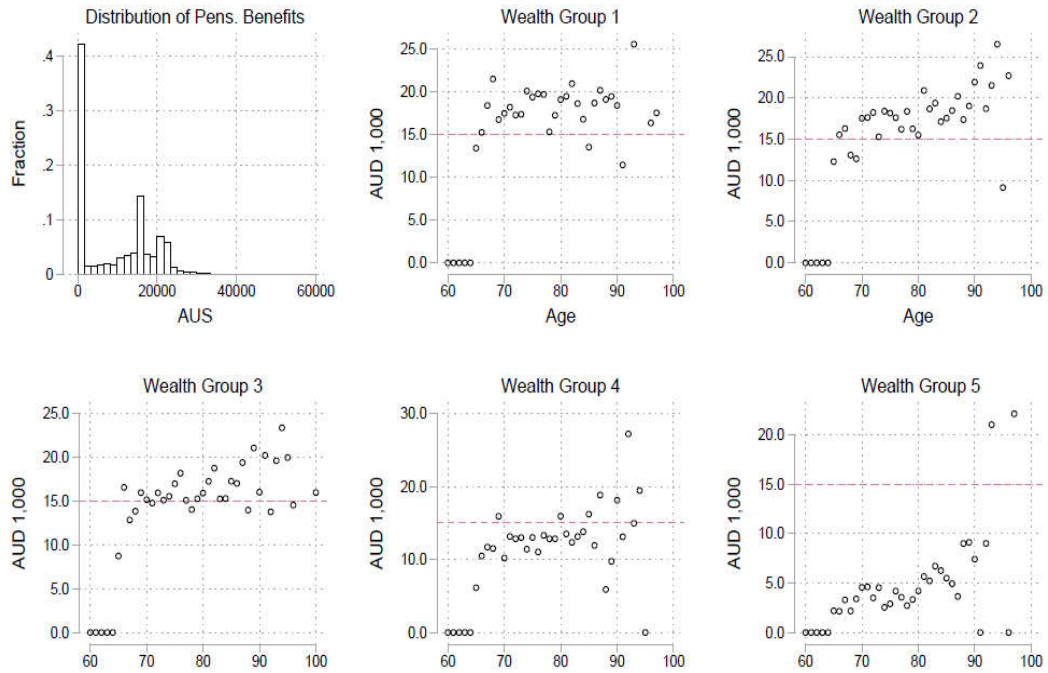 Distribution of Pens. Benefits
Fraction
.4
.3
.2
.1
0
0 20000 40000 60000
AUS
Wealth Group 1
AUD 1,000
25.0
20.0
15.0
10.0
5.0
0.0
60 70 80 90 100
Age
Wealth Group 2
AUD 1,000
25.0
20.0
15.0
10.0
5.0
0.0
60 70 80 90 100
Age
Wealth Group 3
AUD 1,000
25.0
20.0
15.0
10.0
5.0
0.0
60 70 80 90 100
Wealth Group 4
AUD 1,000
30.0
20.0
10.0
0.0
60 70 80 90 100
Wealth Group 5
AUD 1,000
20.0
15.0
10.0
5.0
0.0
60 70 80 90 100